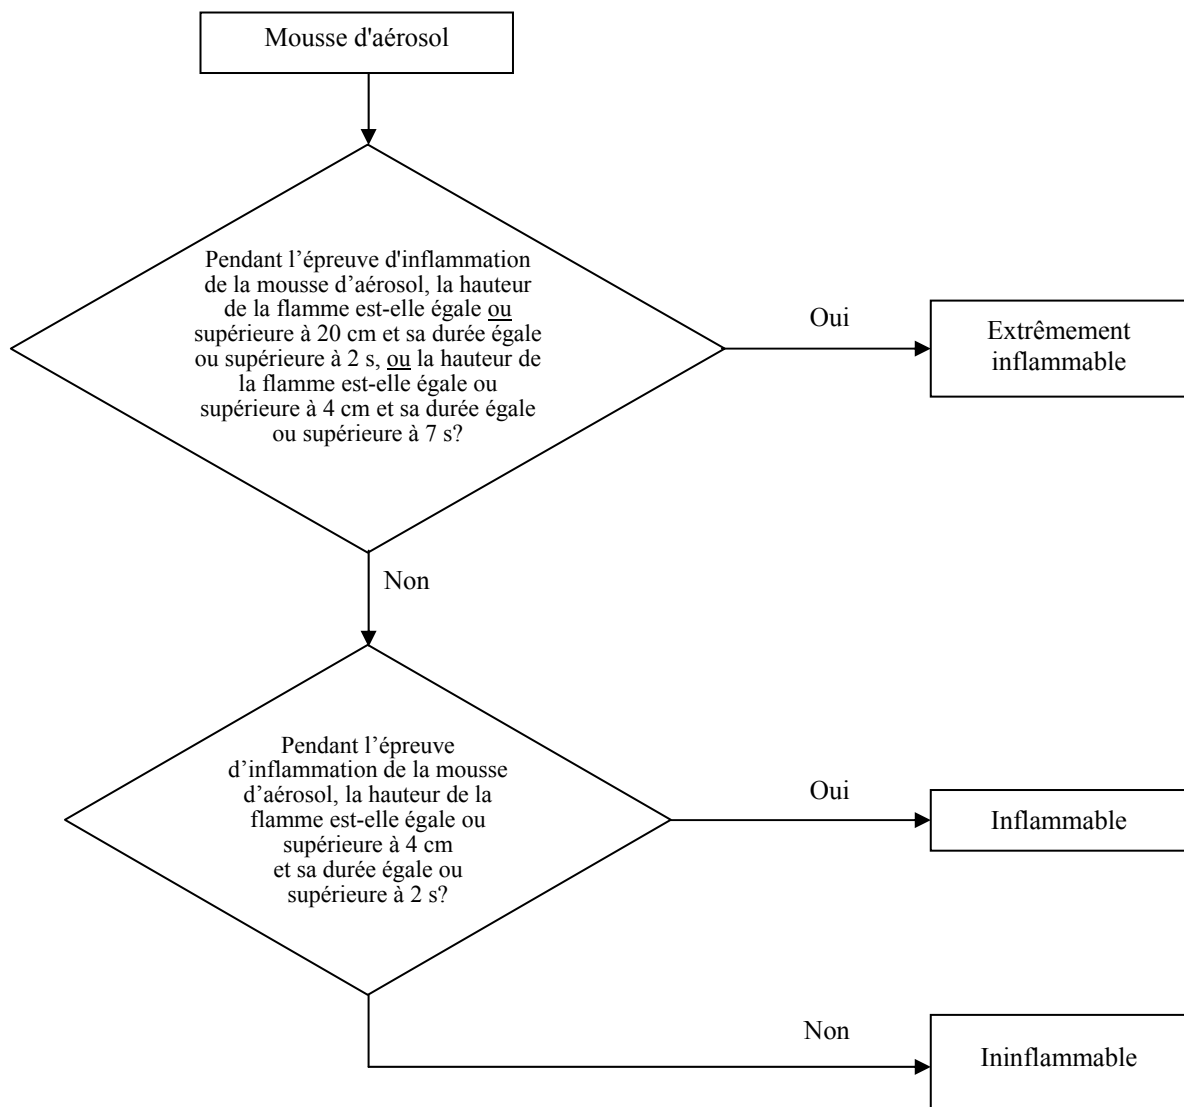 Mousse d'aérosol
Pendant l’épreuve d'inflammation
de la mousse d’aérosol, la hauteur
de la flamme est-elle égale ou
supérieure à 20 cm et sa durée égale
ou supérieure à 2 s, ou la hauteur de
la flamme est-elle égale ou
supérieure à 4 cm et sa durée égale
ou supérieure à 7 s?
Oui
Extrêmement
inflammable
Non
Pendant l’épreuve
d’inflammation de la mousse
d’aérosol, la hauteur de la
flamme est-elle égale ou
supérieure à 4 cm
et sa durée égale ou
supérieure à 2 s?
Oui
Inflammable
Non
Ininflammable